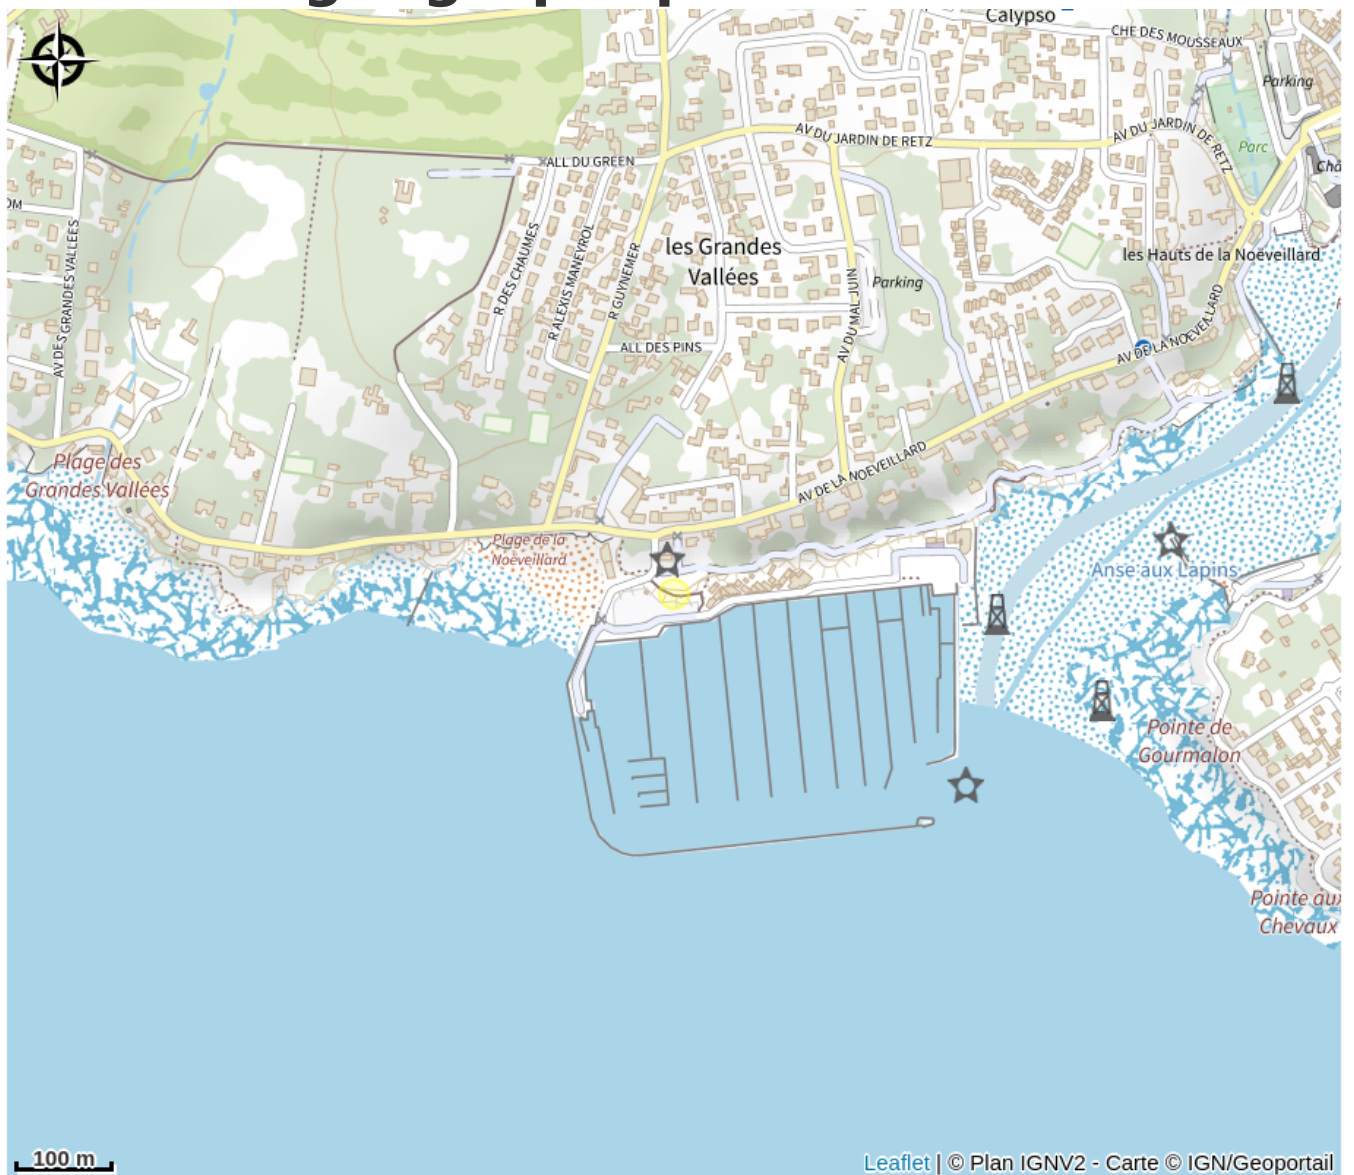 Calypso
CHE DES MOUSSEAUX
Parking
AV DU JARDIN DE RETZ
AV DU JARDIN DE RETZ
Parc
ALL DU GREEN
AV DES GRANDES VALLEES
R DES CHAUMES
R ALEXIS MANEYROL
R GUYNEMER
les Grandes
Vallées
les Hauts de la Noëveillard
Parking
AV DU MAL JUIN
ALL DES PINS
AV DE LA NOEVEILLARD
Plage des
Grandes Vallées
AV DE LA NOEVEILLARD
Plage de la
Noëveillard
Anse aux Lapins
Pointe de
Gourmalon
Pointe aux
Chevaux
100 m
Leaflet | © Plan IGNV2 - Carte © IGN/Geoportail